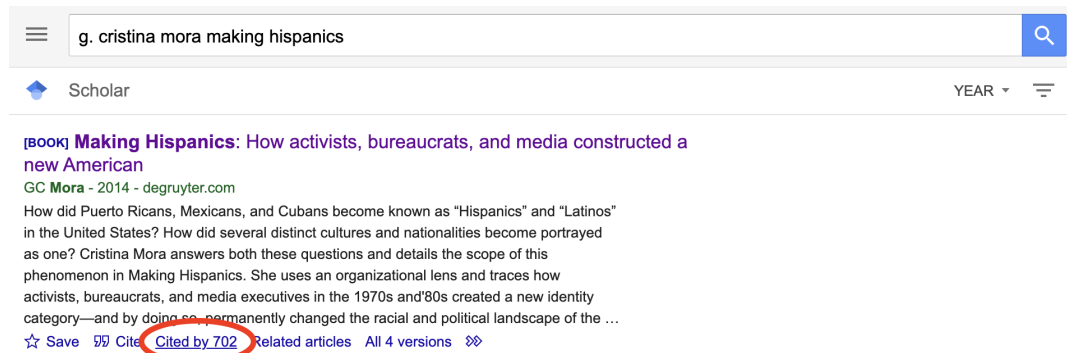 g. cristina mora making hispanics
Scholar
YEAR
[BOOK] Making Hispanics: How activists, bureaucrats, and media constructed a
new American
GC Mora - 2014 - degruyter.com
How did Puerto Ricans, Mexicans, and Cubans become known as “Hispanics” and “Latinos”
in the United States? How did several distinct cultures and nationalities become portrayed
as one? Cristina Mora answers both these questions and details the scope of this
phenomenon in Making Hispanics. She uses an organizational lens and traces how
activists, bureaucrats, and media executives in the 1970s and'80s created a new identity
category—and by doing so, permanently changed the racial and political landscape of the …
Save Cite Cited by 702 Related articles All 4 versions